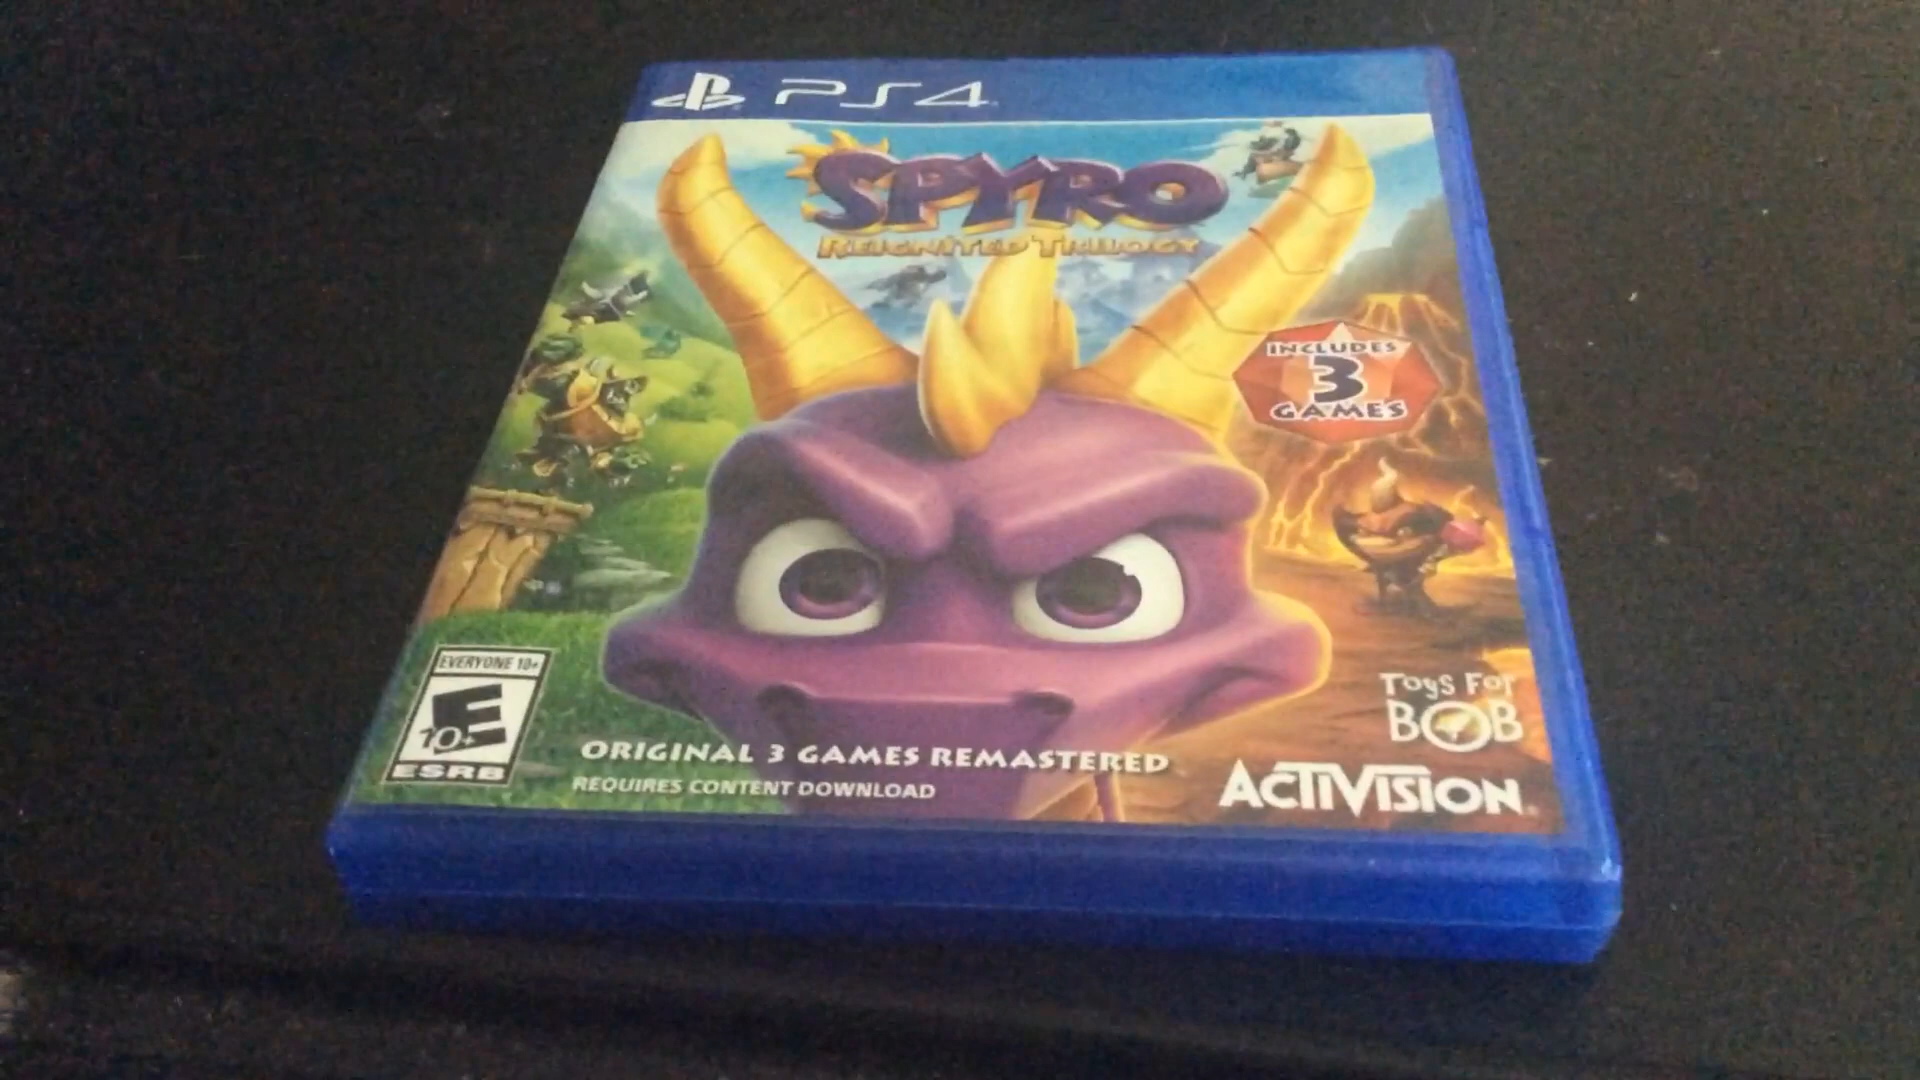 PS4
SPYRO
REIGNITED TRILOGY
INCLUDES
3
GAMES
EVERYONE 10+
E
10+
ESRB
ORIGINAL 3 GAMES REMASTERED
REQUIRES CONTENT DOWNLOAD
TOYS FOR
BOB
ACTIVISION